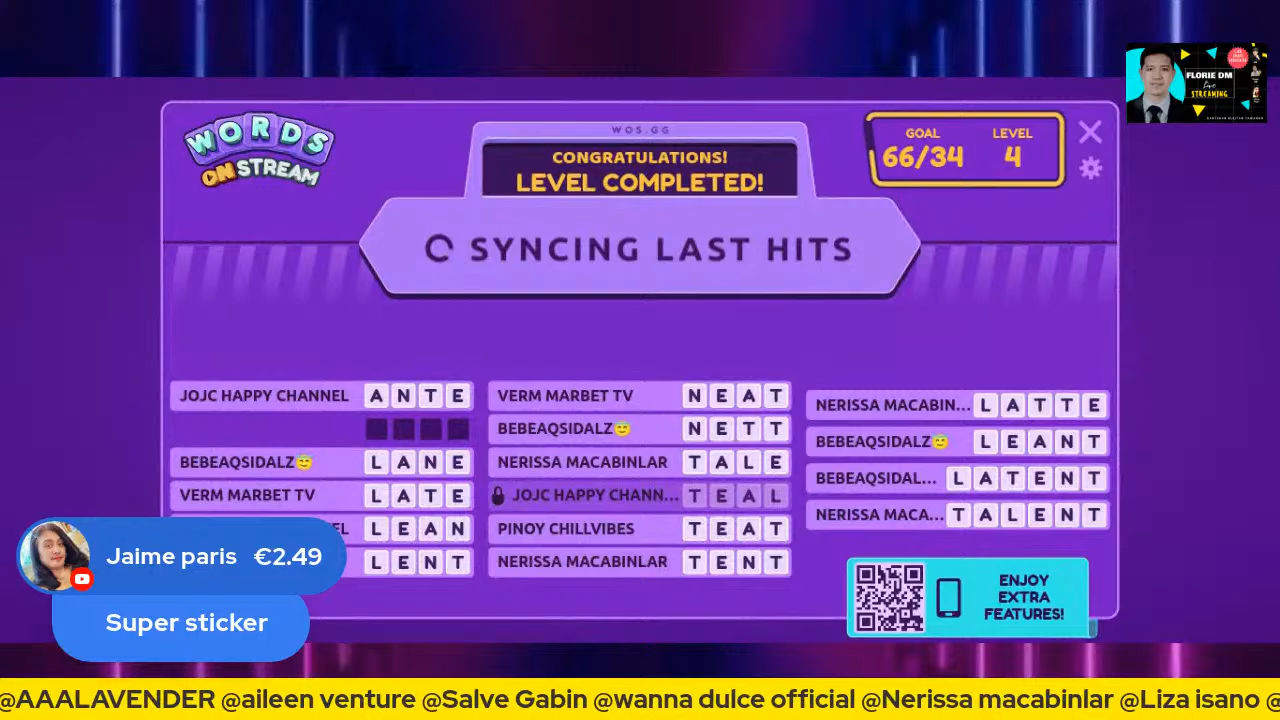 FLORIE DM
Live
STREAMING
WORDS
ON STREAM
WOS.GG
CONGRATULATIONS!
LEVEL COMPLETED!
GOAL
66/34
LEVEL
4
SYNCING LAST HITS
JOJC HAPPY CHANNEL ANTE
BEBEAQSIDALZ😇 LANE
VERM MARBET TV LATE
EL LEAN
LENT
VERM MARBET TV NEAT
BEBEAQSIDALZ😇 NETT
NERISSA MACABINLAR TALE
JOJC HAPPY CHANN... TEAL
PINOY CHILLVIBES TEAT
NERISSA MACABINLAR TENT
NERISSA MACABIN... LATTE
BEBEAQSIDALZ😇 LEANT
BEBEAQSIDAL... LATENT
NERISSA MACA... TALENT
Jaime paris €2.49
Super sticker
ENJOY
EXTRA
FEATURES!
@AAALAVENDER @aileen venture @Salve Gabin @wanna dulce official @Nerissa macabinlar @Liza isano @